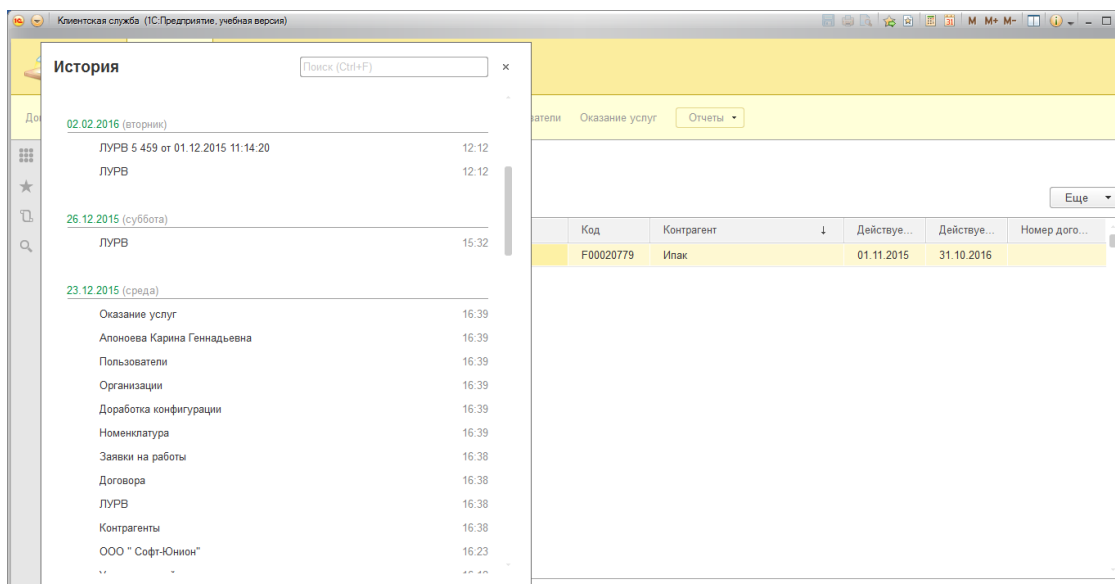 Клиентская служба (1С:Предприятие, учебная версия)
M M+ M-
История
Поиск (Ctrl+F)
Оказание услуг
Отчеты
02.02.2016 (вторник)
ЛУРВ 5 459 от 01.12.2015 11:14:20 12:12
ЛУРВ 12:12
Еще
26.12.2015 (суббота)
ЛУРВ 15:32
Код Контрагент Действуе... Действуе... Номер дого...
F00020779 Ипак 01.11.2015 31.10.2016
23.12.2015 (среда)
Оказание услуг 16:39
Апоноева Карина Геннадьевна 16:39
Пользователи 16:39
Организации 16:39
Доработка конфигурации 16:39
Номенклатура 16:39
Заявки на работы 16:38
Договора 16:38
ЛУРВ 16:38
Контрагенты 16:38
ООО " Софт-Юнион" 16:23